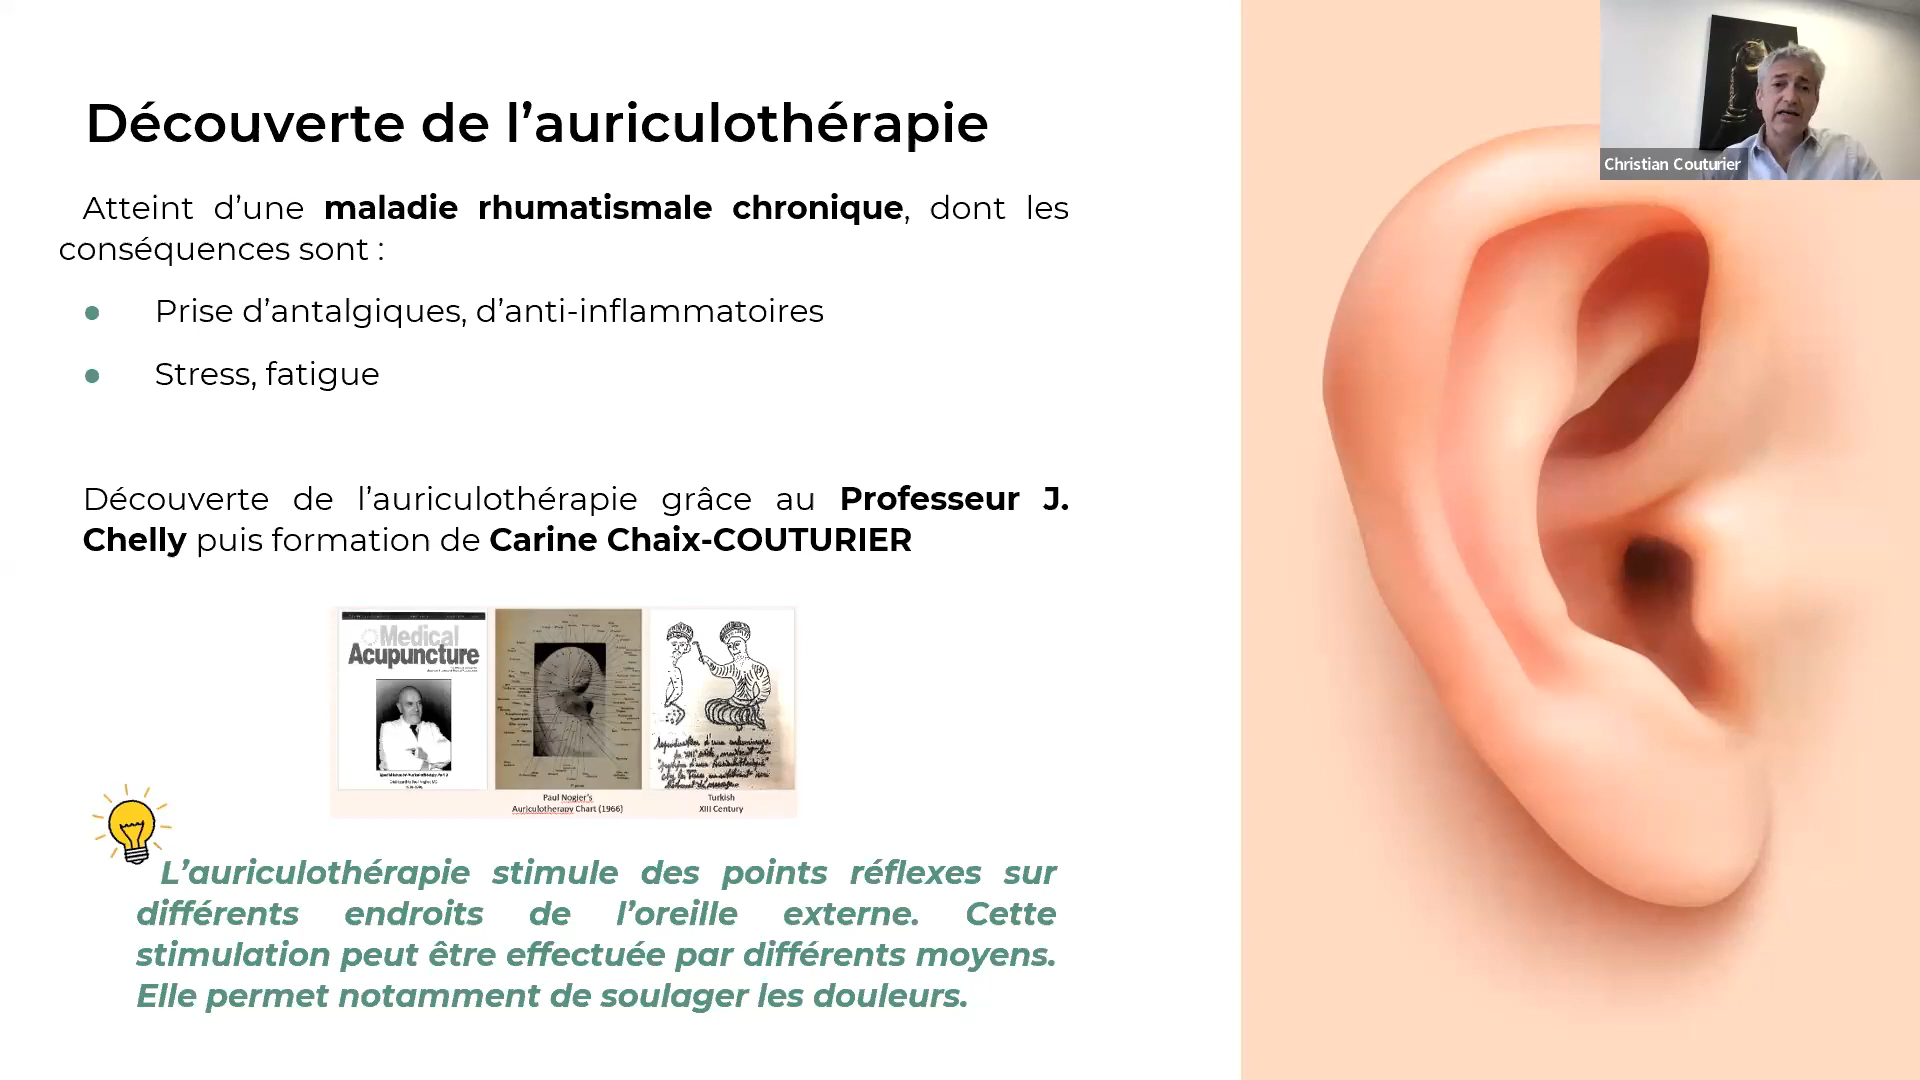 Découverte de l’auriculothérapie
Christian Couturier
Atteint d’une maladie rhumatismale chronique, dont les
conséquences sont :
● Prise d’antalgiques, d’anti-inflammatoires
● Stress, fatigue
Découverte de l’auriculothérapie grâce au Professeur J.
Chelly puis formation de Carine Chaix-COUTURIER
Medical
Acupuncture
Paul Nogier’s
Auriculotherapy Chart (1966)
Turkish
XIII Century
L’auriculothérapie stimule des points réflexes sur
différents endroits de l’oreille externe. Cette
stimulation peut être effectuée par différents moyens.
Elle permet notamment de soulager les douleurs.